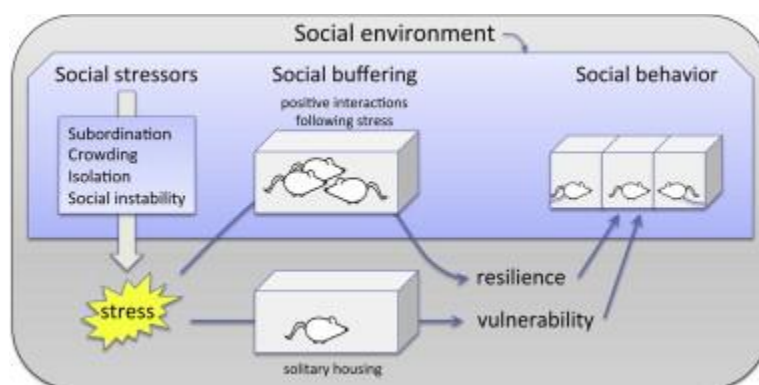 Social environment
Social stressors
Subordination
Crowding
Isolation
Social instability
stress
Social buffering
positive interactions
following stress
solitary housing
resilience
vulnerability
Social behavior